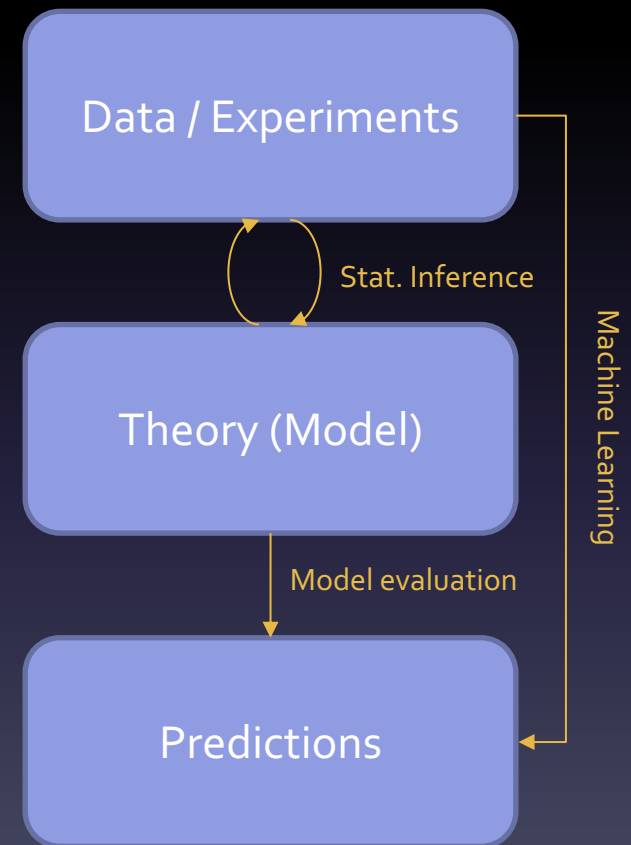 Data / Experiments
Stat. Inference
Theory (Model)
Machine Learning
Model evaluation
Predictions